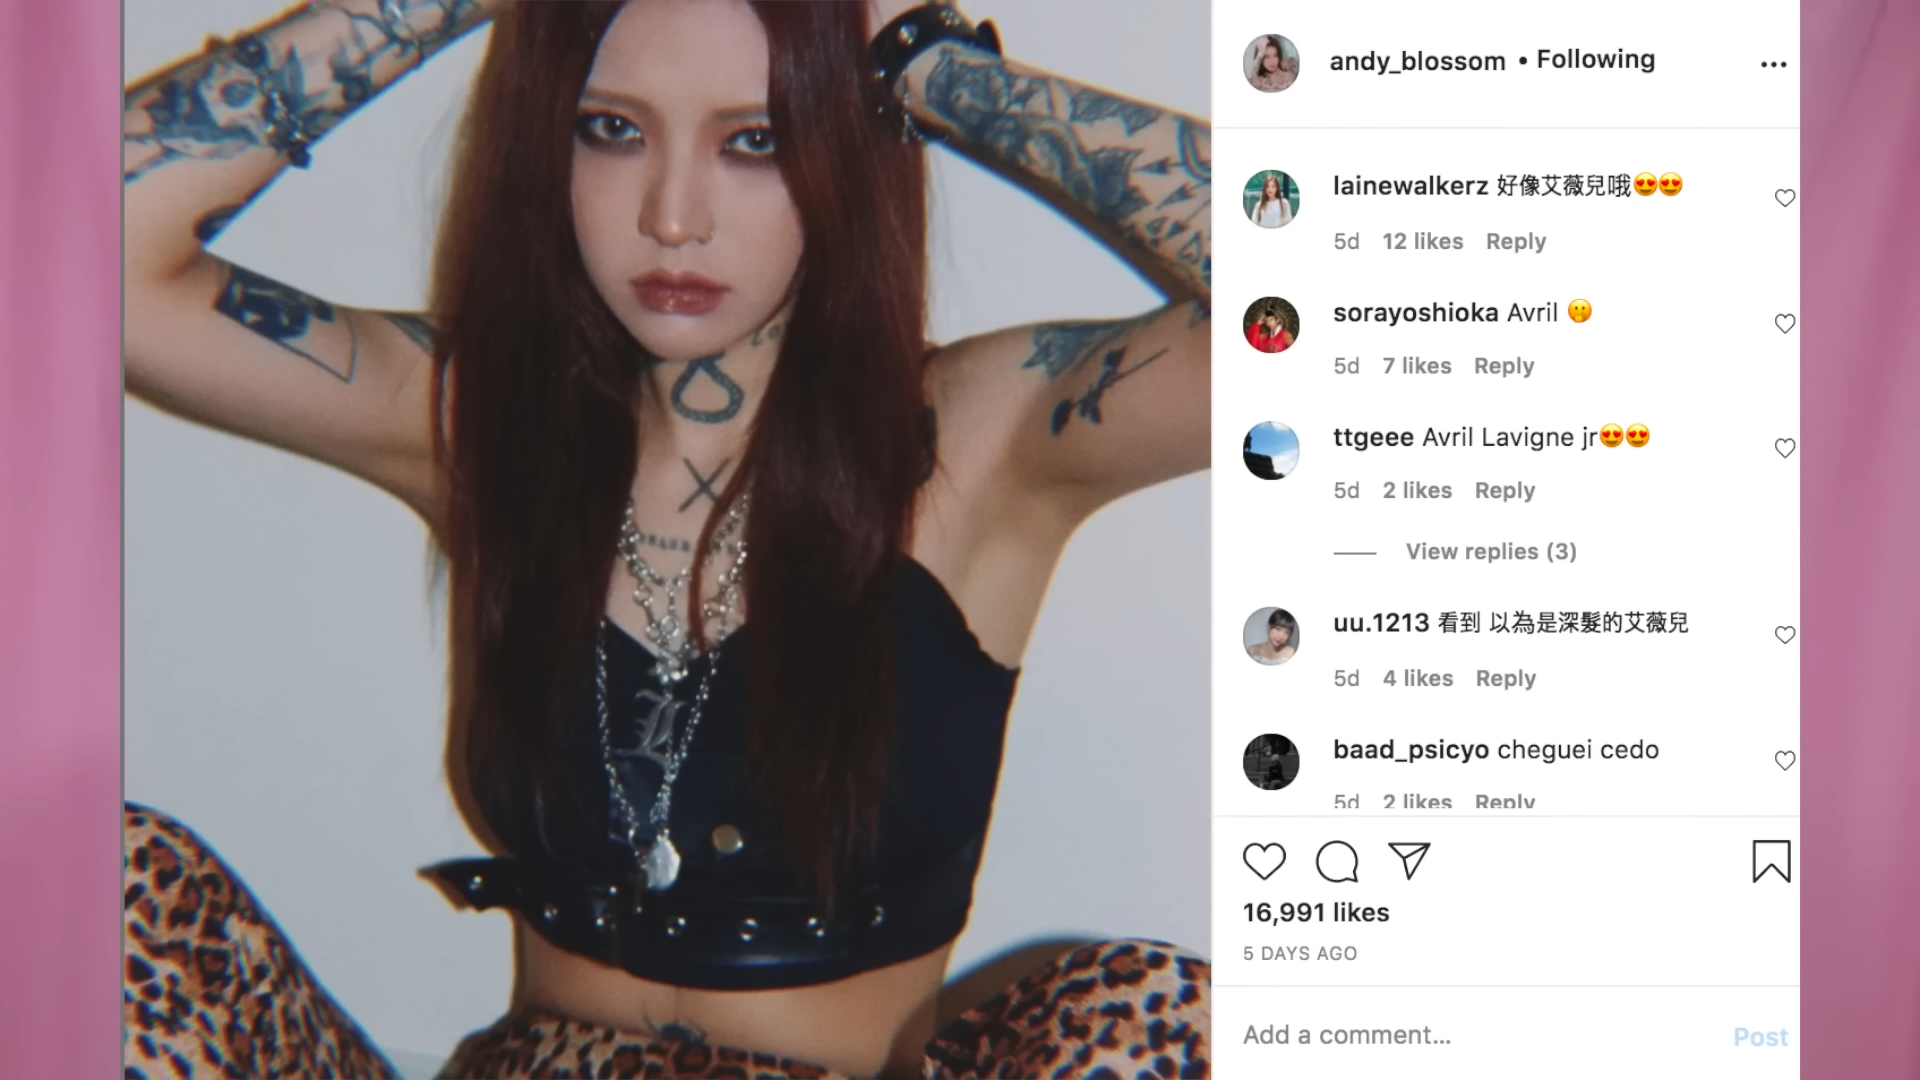 andy_blossom • Following
lainewalkerz 好像艾薇兒哦😍😍
5d 12 likes Reply
sorayoshioka Avril 🤭
5d 7 likes Reply
ttgeee Avril Lavigne jr😍😍
5d 2 likes Reply
View replies (3)
uu.1213 看到 以為是深髮的艾薇兒
5d 4 likes Reply
baad_psicyo cheguei cedo
5d 2 likes Reply
16,991 likes
5 DAYS AGO
Add a comment...
Post